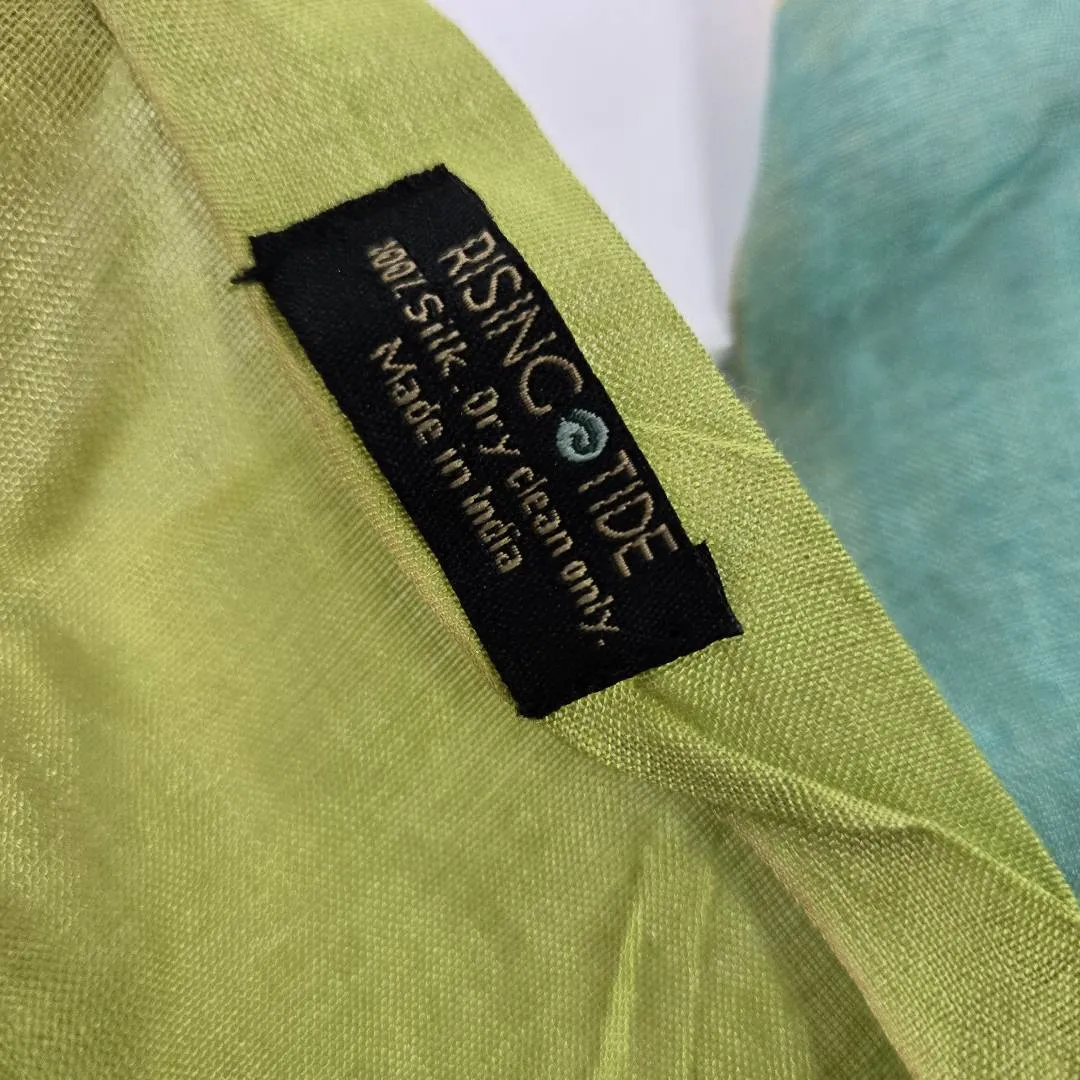 RISING TIDE
100% Silk. Dry clean only.
Made in India